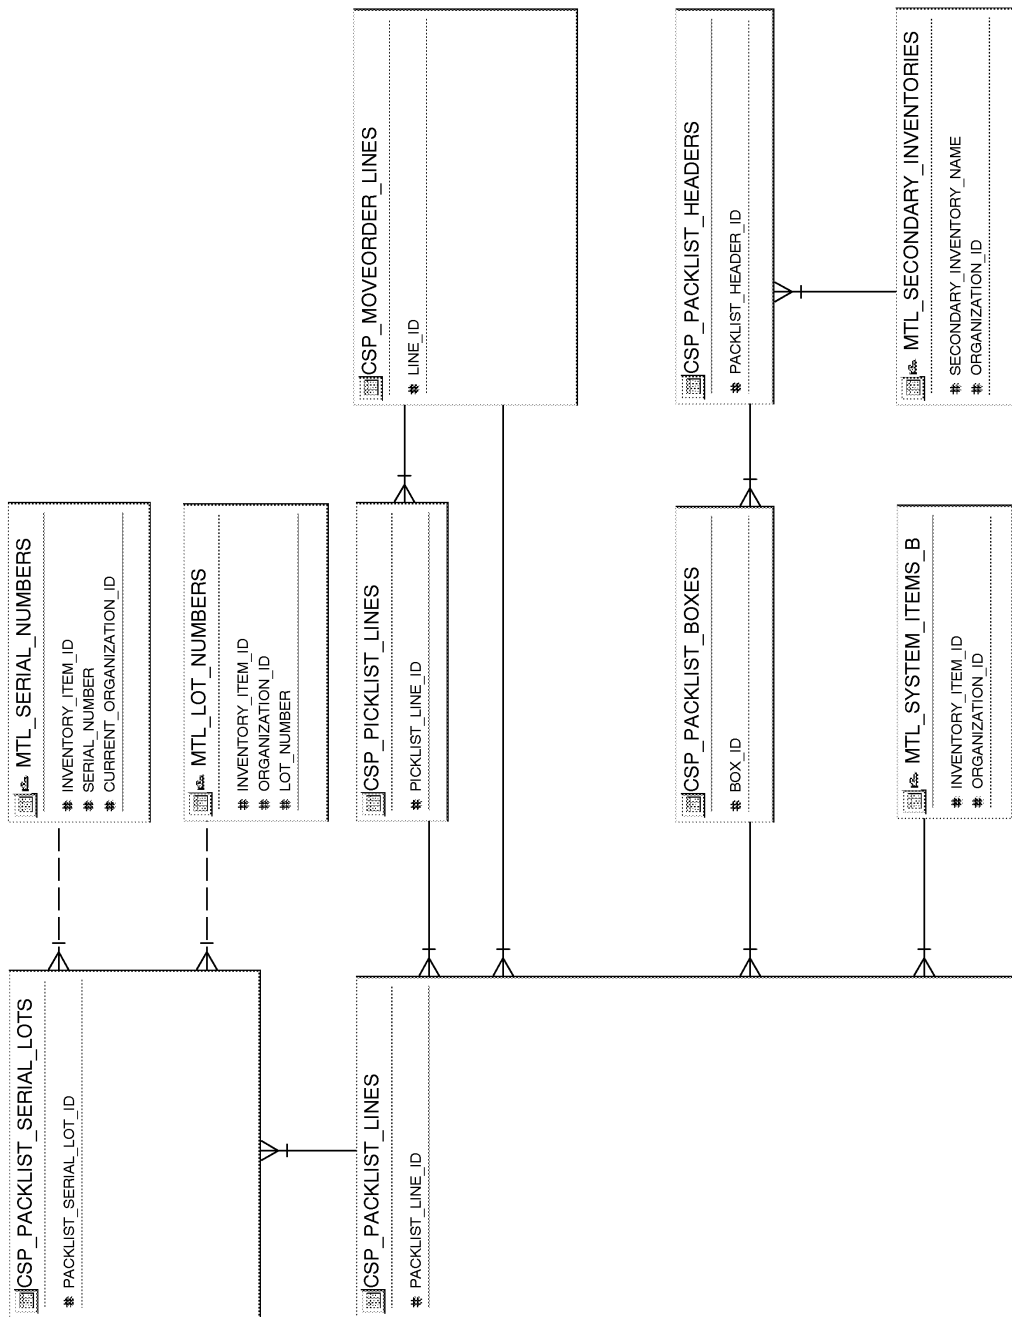 CSP_PACKLIST_SERIAL_LOTS
# PACKLIST_SERIAL_LOT_ID
MTL_SERIAL_NUMBERS
# INVENTORY_ITEM_ID
# SERIAL_NUMBER
# CURRENT_ORGANIZATION_ID
MTL_LOT_NUMBERS
# INVENTORY_ITEM_ID
# ORGANIZATION_ID
# LOT_NUMBER
CSP_PACKLIST_LINES
# PACKLIST_LINE_ID
CSP_PICKLIST_LINES
# PICKLIST_LINE_ID
CSP_MOVEORDER_LINES
# LINE_ID
CSP_PACKLIST_BOXES
# BOX_ID
CSP_PACKLIST_HEADERS
# PACKLIST_HEADER_ID
MTL_SYSTEM_ITEMS_B
# INVENTORY_ITEM_ID
# ORGANIZATION_ID
MTL_SECONDARY_INVENTORIES
# SECONDARY_INVENTORY_NAME
# ORGANIZATION_ID